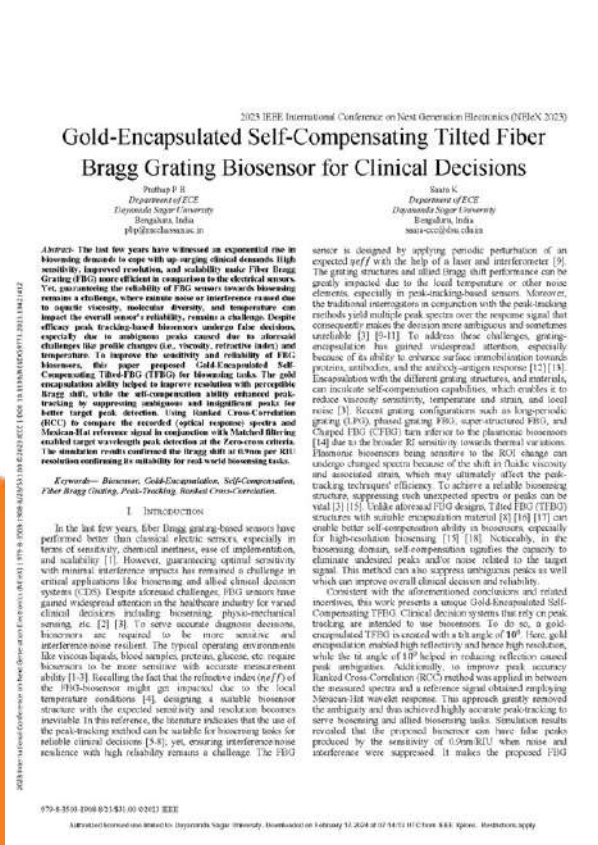 2023 IEEE International Conference on Next Generation Electronics (NEleX 2023)
Gold-Encapsulated Self-Compensating Tilted Fiber
Bragg Grating Biosensor for Clinical Decisions
Prathap P B
Department of ECE
Dayananda Sagar University
Bengaluru, India
Department of ECE
Dayananda Sagar University
Bengaluru, India
Abstract- The last few years have witnessed an exponential rise in
biosensing demands to cope with up-surging clinical demands. High
sensitivity, improved resolution, and scalability make Fiber Bragg
Grating (FBG) more efficient in comparison to the electrical sensors.
Yet, guaranteeing the reliability of FBG sensors towards biosensing
remains a challenge, where minute noise or interference caused due
to aquatic viscosity, molecular diversity, and temperature can
impact the overall sensor's reliability, remains a challenge. Despite
efficacy peak tracking-based biosensors undergo false decisions,
especially due to ambiguous peaks caused due to aforesaid
challenges like profile changes (i.e., viscosity, refractive index) and
temperature. To improve the sensitivity and reliability of FBG
biosensors, this paper proposed Gold-Encapsulated Self-
Compensating Tilted-FBG (TFBG) for biosensing tasks. The gold
encapsulation ability helped to improve resolution with perceptible
Bragg shift, while the self-compensation ability enhanced peak-
tracking by suppressing ambiguous and insignificant peaks for
better target peak detection. Using Ranked Cross-Correlation
(RCC) to compare the recorded (optical response) spectra and
Mexican-Hat reference signal in conjunction with Matched filtering
enabled target wavelength peak detection at the Zero-cross criteria.
The simulation results confirmed the Bragg shift at 0.9nm per RIU
resolution confirming its suitability for real-world biosensing tasks.
Keywords— Biosensor, Gold-Encapsulation, Self-Compensation,
Fiber Bragg Grating, Peak-Tracking, Ranked Cross-Correlation.
I. INTRODUCTION
In the last few years, fiber Bragg grating-based sensors have
performed better than classical electric sensors, especially in
terms of sensitivity, chemical inertness, ease of implementation,
and scalability [1]. However, guaranteeing optimal sensitivity
with minimal interference impacts has remained a challenge in
critical applications like biosensing and allied clinical decision
systems (CDS). Despite aforesaid challenges, FBG sensors have
gained widespread attention in the healthcare industry for varied
clinical decisions including biosensing, physio-mechanical
sensing, etc. [2] [3]. To serve accurate diagnosis decisions,
biosensors are required to be more sensitive and
interference/noise resilient. The typical operating environments
like viscous liquids, blood samples, proteins, glucose, etc. require
biosensors to be more sensitive with accurate measurement
ability [1-3]. Recalling the fact that the refractive index (neff) of
the FBG-biosensor might get impacted due to the local
temperature conditions [4], designing a suitable biosensor
structure with the expected sensitivity and resolution becomes
inevitable. In this reference, the literature indicates that the use of
the peak-tracking method can be suitable for biosensing tasks for
reliable clinical decisions [5-8]; yet, ensuring interference/noise
resilience with high reliability remains a challenge. The FBG
sensor is designed by applying periodic perturbation of an
expected ηeff with the help of a laser and interferometer [9].
The grating structures and allied Bragg shift performance can be
greatly impacted due to the local temperature or other noise
elements, especially in peak-tracking-based sensors. Moreover,
the traditional interrogators in conjunction with the peak-tracking
methods yield multiple peaks over the response signal that
consequently makes the decision more ambiguous and sometimes
unreliable [3] [9-11]. To address these challenges, grating-
encapsulation has gained widespread attention, especially
because of its ability to enhance surface immobilization towards
proteins, antibodies, and the antibody-antigen response [12] [13].
Encapsulation with the different grating structures, and materials,
can inculcate self-compensation capabilities, which enables it to
reduce viscosity sensitivity, temperature and strain, and local
noise [3]. Recent grating configurations such as long-periodic
grating (LPG), phased grating FBG, super-structured FBG, and
Chirped FBG (CFBG) turn inferior to the plasmonic biosensors
[14] due to the broader RI sensitivity towards thermal variations.
Plasmonic biosensors being sensitive to the ROI change can
undergo changed spectra because of the shift in fluidic viscosity
and associated strain, which may ultimately affect the peak-
tracking techniques' efficiency. To achieve a reliable biosensing
structure, suppressing such unexpected spectra or peaks can be
vital [3] [15]. Unlike aforesaid FBG designs, Tilted FBG (TFBG)
structures with suitable encapsulation material [8] [16] [17] can
enable better self-compensation ability in biosensors, especially
for high-resolution biosensing [15] [18]. Noticeably, in the
biosensing domain, self-compensation signifies the capacity to
eliminate undesired peaks and/or noise related to the target
signal. This method can also suppress ambiguous peaks as well
which can improve overall clinical decision and reliability.
Consistent with the aforementioned conclusions and related
incentives, this work presents a unique Gold-Encapsulated Self-
Compensating TFBG. Clinical decision systems that rely on peak
tracking are intended to use biosensors. To do so, a gold-
encapsulated TFBG is created with a tilt angle of 10⁰. Here, gold
encapsulation enabled high reflectivity and hence high resolution,
while the tilt angle of 10⁰ helped in reducing reflection caused
peak ambiguities. Additionally, to improve peak accuracy
Ranked Cross-Correlation (RCC) method was applied in between
the measured spectra and a reference signal obtained employing
Mexican-Hat wavelet response. This approach greatly removed
the ambiguity and thus achieved highly accurate peak-tracking to
serve biosensing and allied biosensing tasks. Simulation results
revealed that the proposed biosensor can have false peaks
produced by the sensitivity of 0.9nm/RIU when noise and
interference were suppressed. It makes the proposed FBG
©2023 IEEE
Authorized licensed use limited to: Dayananda Sagar University. Downloaded on February 12, 2024 at UTC from IEEE Xplore. Restrictions apply.